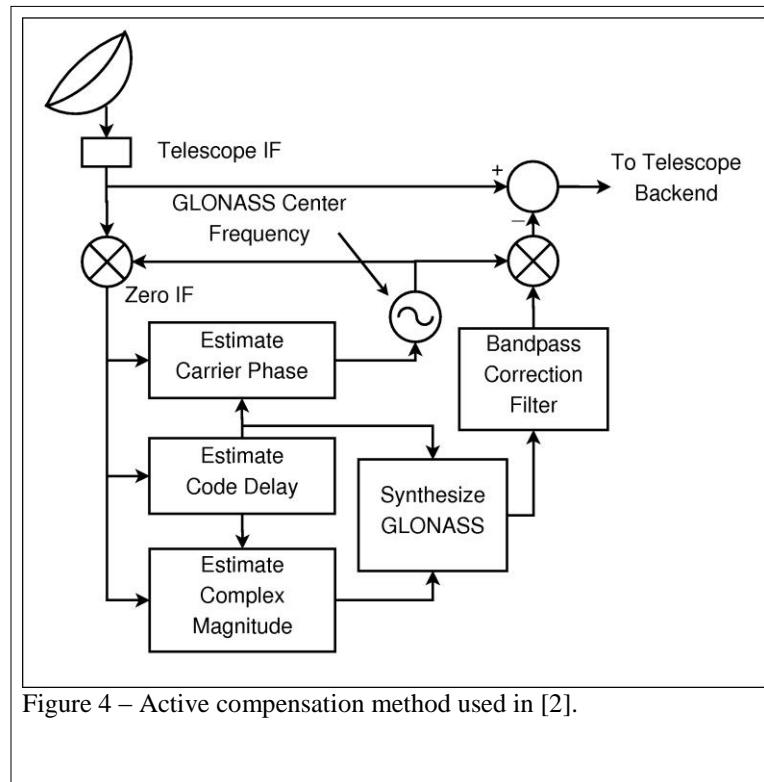 Telescope IF
+
To Telescope
Backend
GLONASS Center
Frequency
−
Zero IF
Estimate
Carrier Phase
Bandpass
Correction
Filter
Estimate
Code Delay
Synthesize
GLONASS
Estimate
Complex
Magnitude
Figure 4 – Active compensation method used in [2].